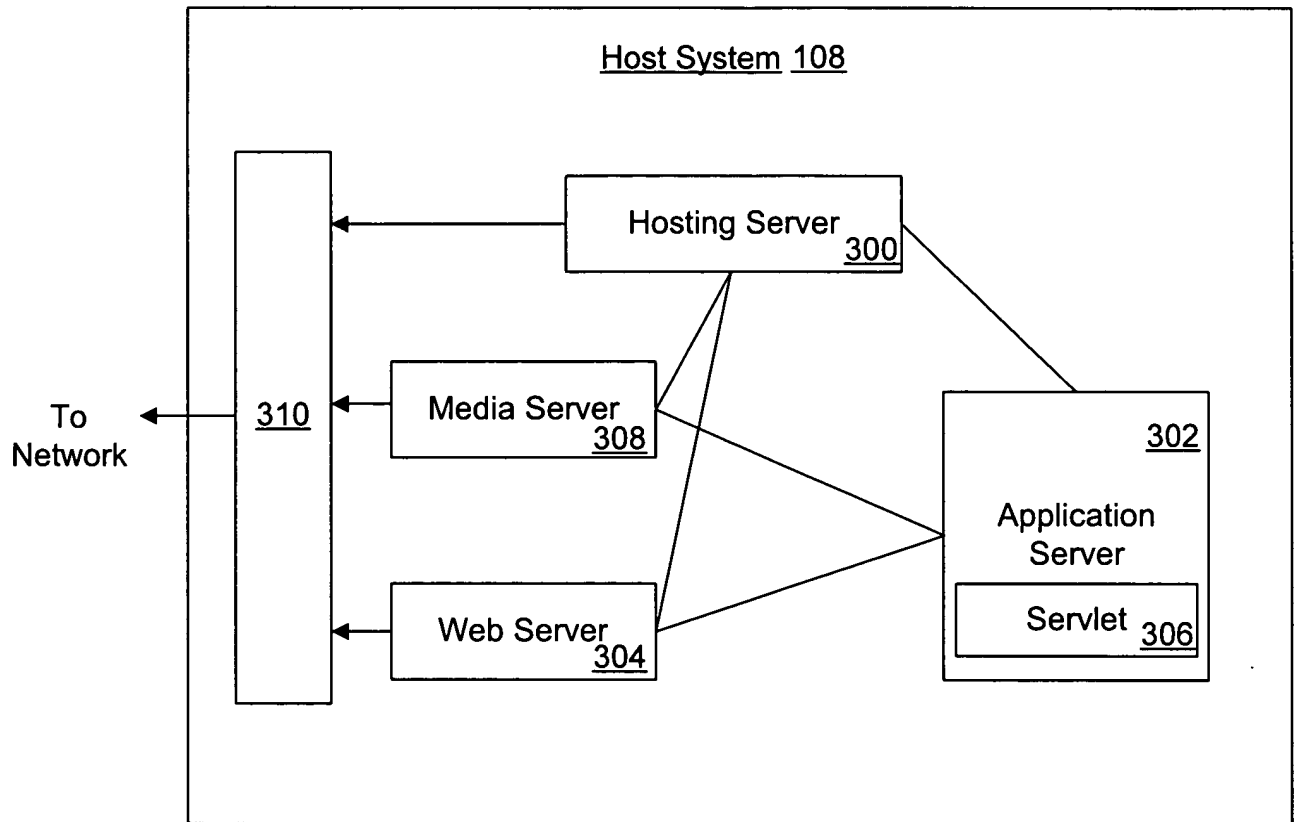 Host System 108
Hosting Server
300
310
Media Server
308
To
Network
302
Application
Server
Web Server
304
Servlet
306